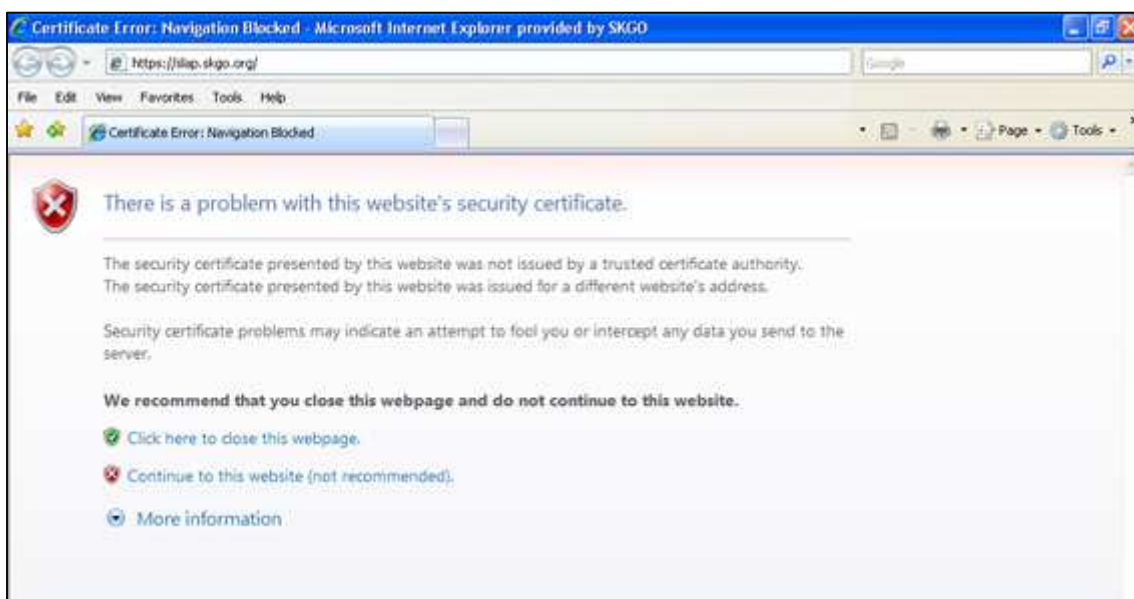 Certificate Error: Navigation Blocked - Microsoft Internet Explorer provided by SKGO
https://slap.skgo.org/
Google
File Edit View Favorites Tools Help
Certificate Error: Navigation Blocked
Page Tools
There is a problem with this website's security certificate.
The security certificate presented by this website was not issued by a trusted certificate authority.
The security certificate presented by this website was issued for a different website's address.
Security certificate problems may indicate an attempt to fool you or intercept any data you send to the
server.
We recommend that you close this webpage and do not continue to this website.
Click here to close this webpage.
Continue to this website (not recommended).
More information